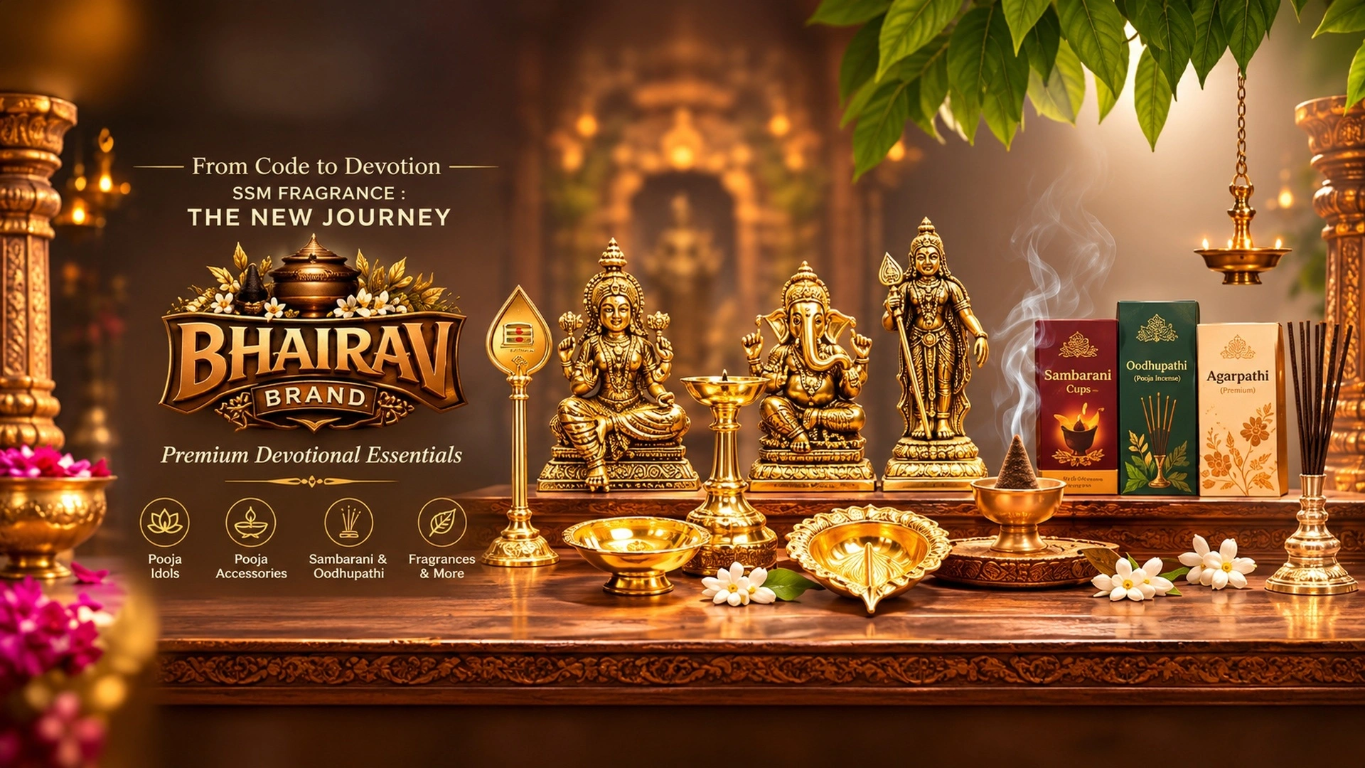 From Code to Devotion
SSM FRAGRANCE :
THE NEW JOURNEY
BHAIRAV
BRAND
Premium Devotional Essentials
Pooja
Idols
Pooja
Accessories
Sambarani &
Oodhupathi
Fragrances
& More
Sambarani
Cups
Oodhupathi
(Pooja Incense)
Agarpathi
(Premium)